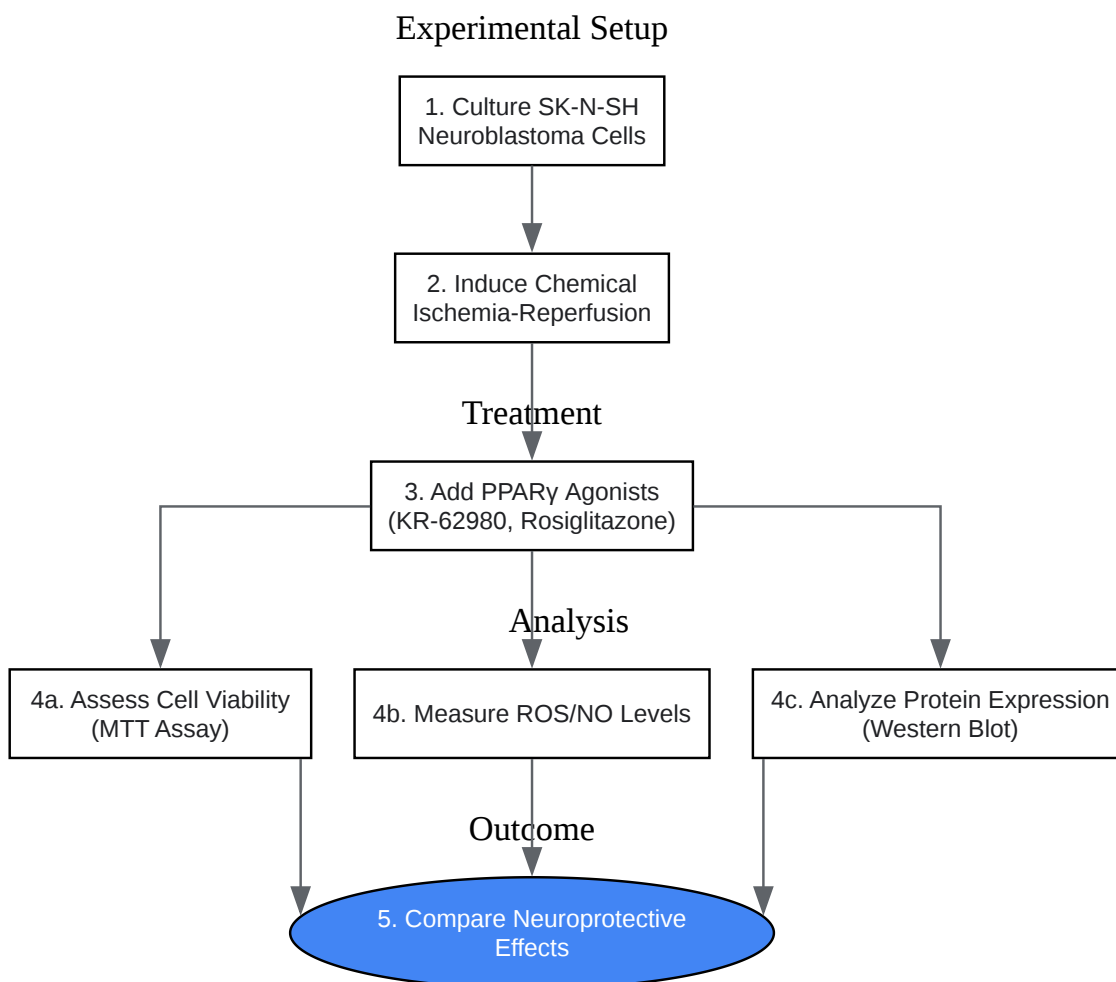 Experimental Setup
1. Culture SK-N-SH
Neuroblastoma Cells
2. Induce Chemical
Ischemia-Reperfusion
Treatment
3. Add PPARγ Agonists
(KR-62980, Rosiglitazone)
Analysis
4a. Assess Cell Viability
(MTT Assay)
4b. Measure ROS/NO Levels
4c. Analyze Protein Expression
(Western Blot)
Outcome
5. Compare Neuroprotective
Effects